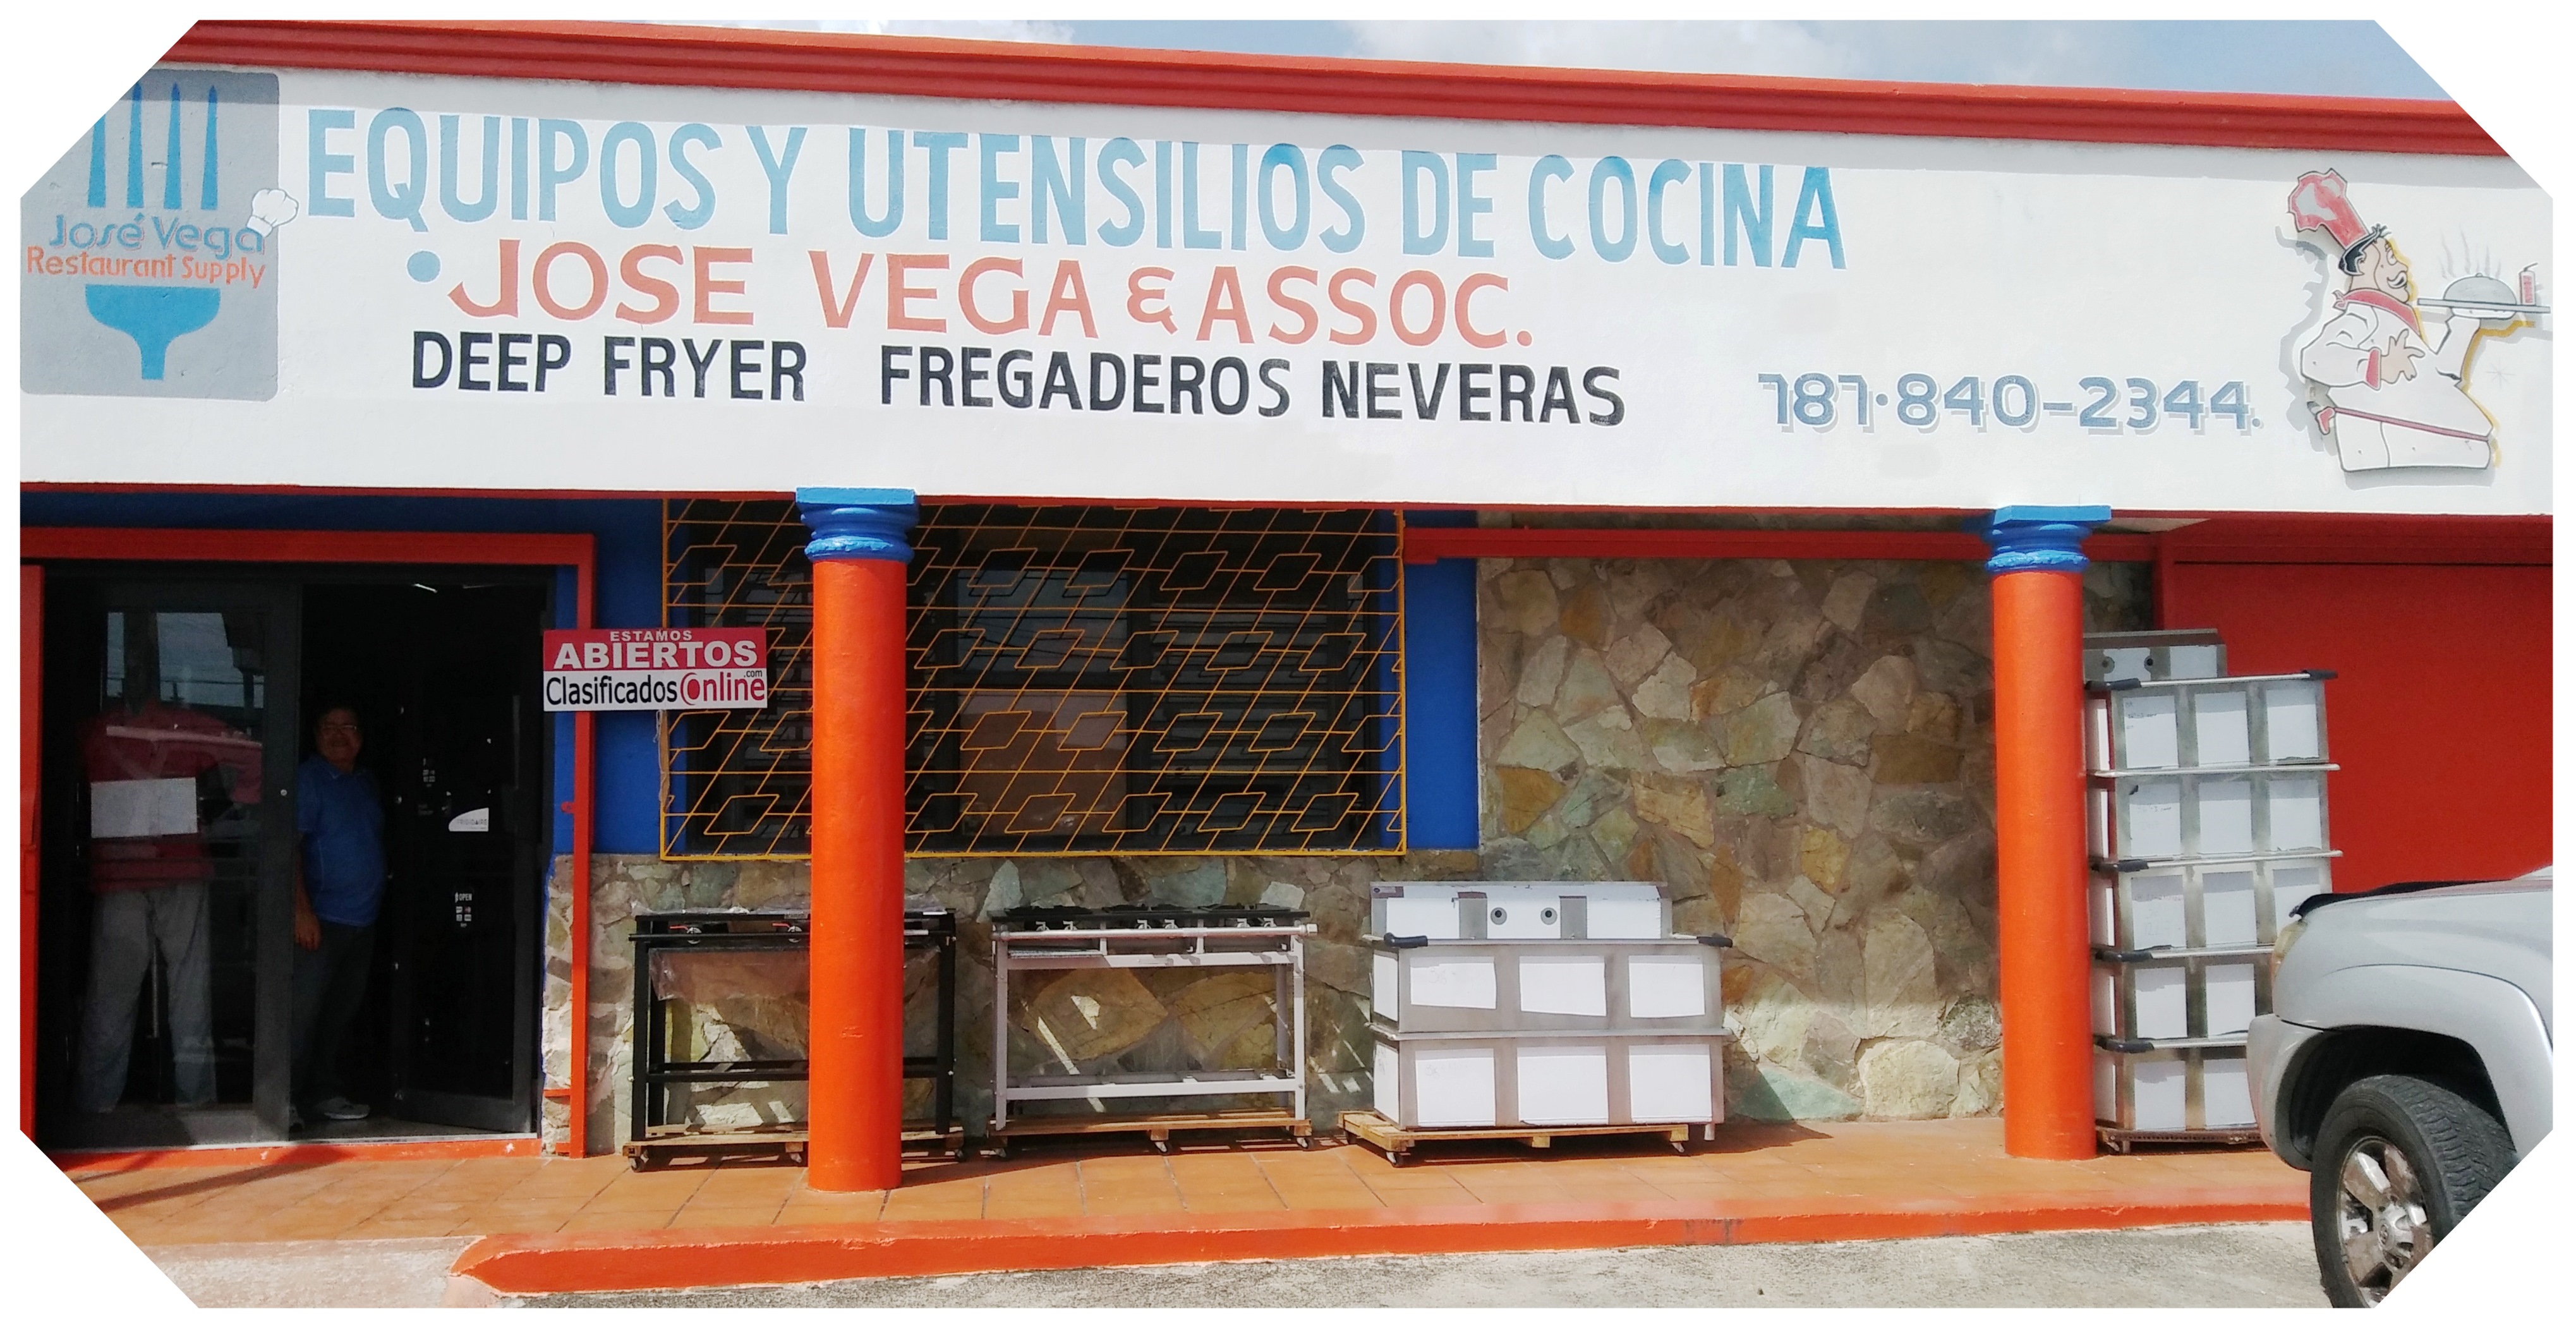 José Vega
Restaurant Supply
EQUIPOS Y UTENSILIOS DE COCINA
JOSE VEGA & ASSOC.
DEEP FRYER FREGADEROS NEVERAS
787·840-2344.
ESTAMOS
ABIERTOS
ClasificadosOnline.com
OPEN